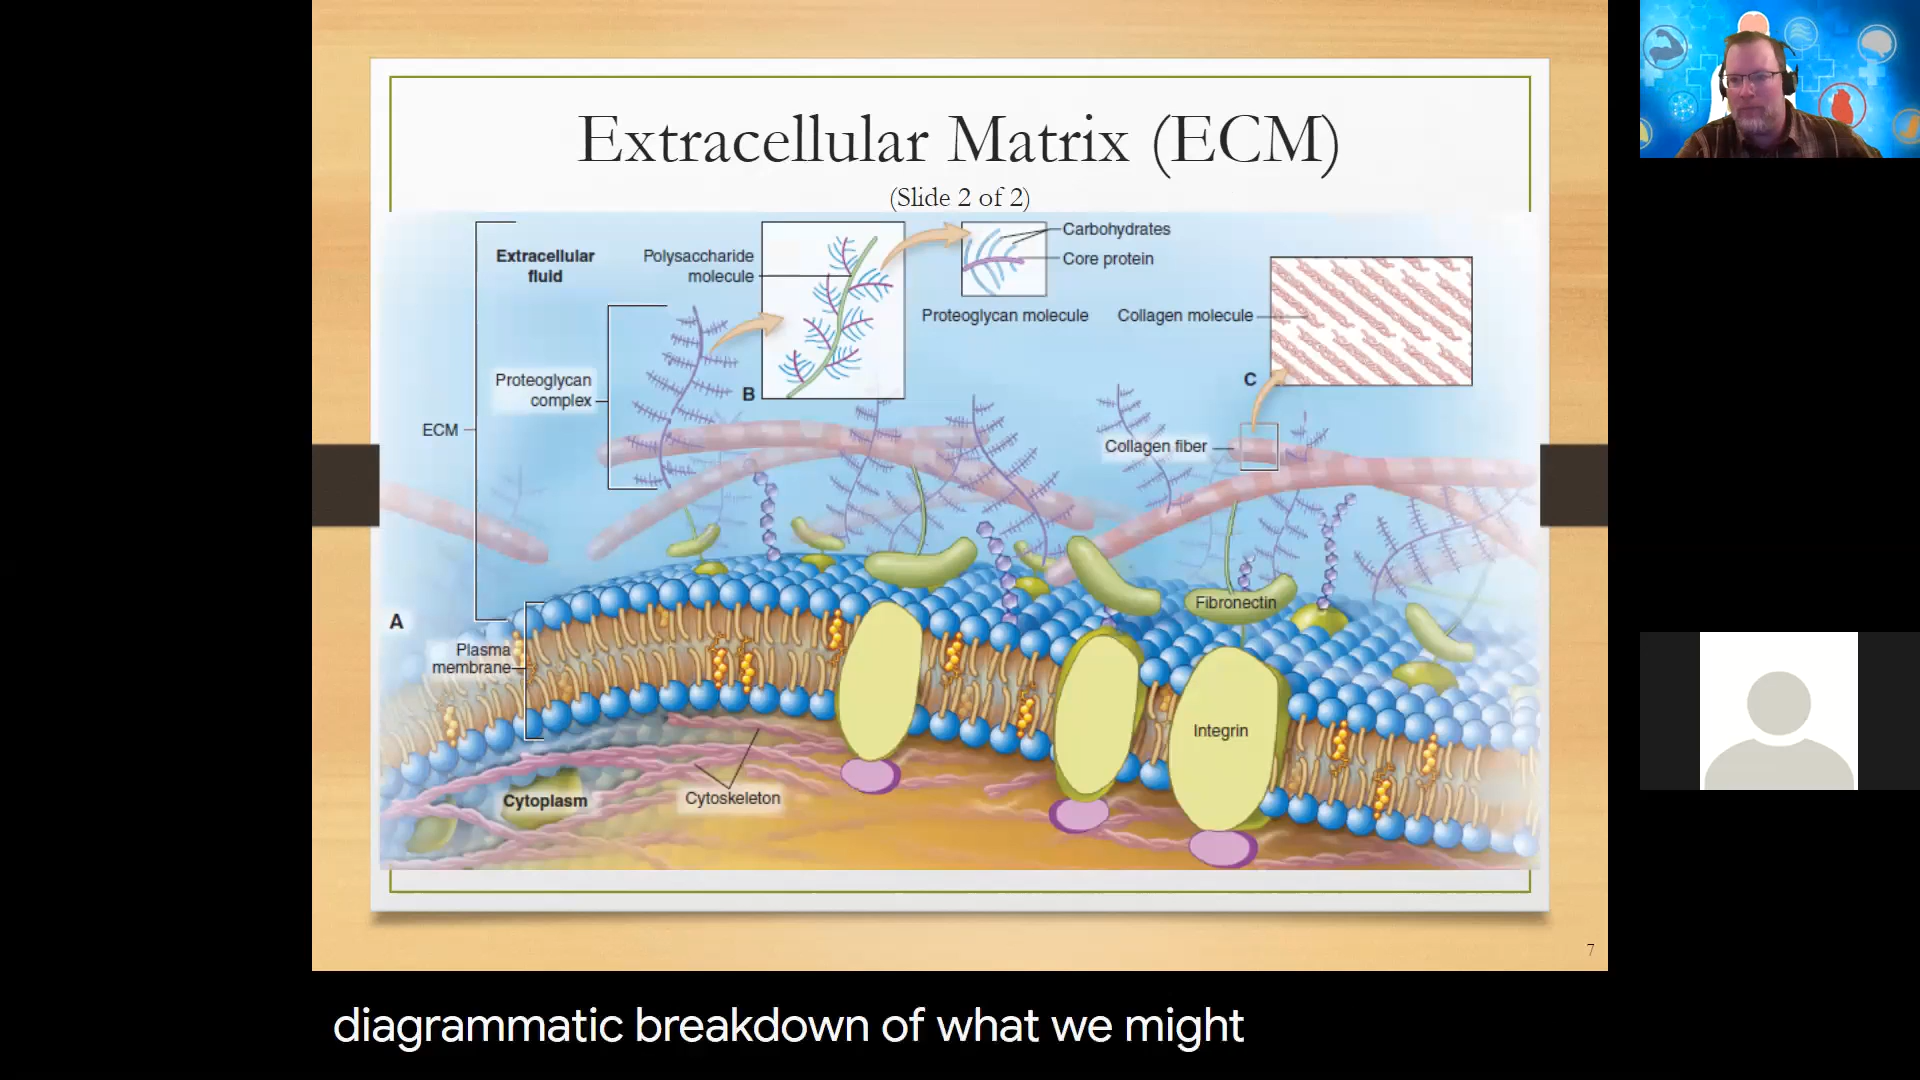 Extracellular Matrix (ECM)
(Slide 2 of 2)
Extracellular
fluid
Polysaccharide
molecule
Carbohydrates
Core protein
Proteoglycan molecule
Collagen molecule
Proteoglycan
complex
B
C
ECM
Collagen fiber
Fibronectin
A
Plasma
membrane
Integrin
Cytoplasm
Cytoskeleton
7
diagrammatic breakdown of what we might